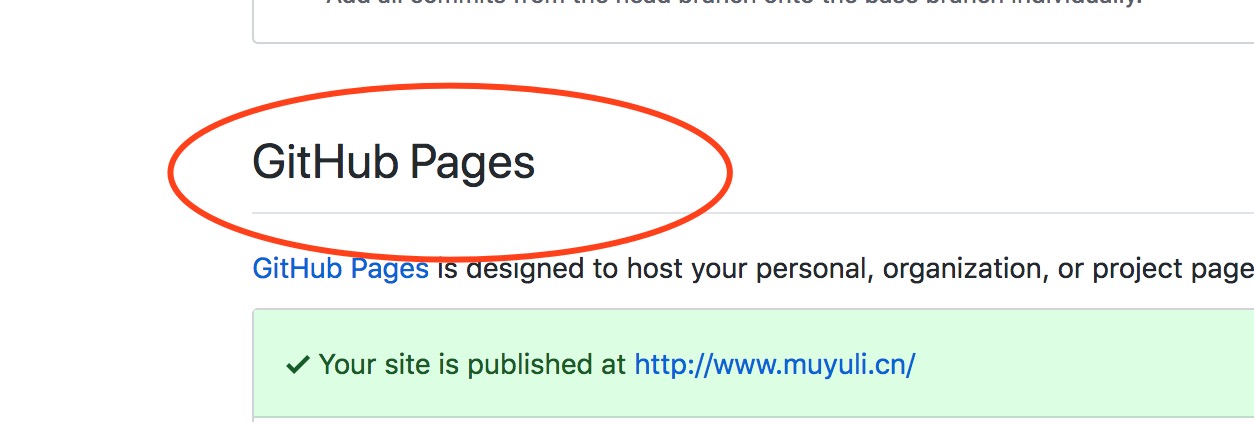 Add all commits from the head branch onto the base branch individually.
GitHub Pages
GitHub Pages is designed to host your personal, organization, or project page
✓ Your site is published at http://www.muyuli.cn/